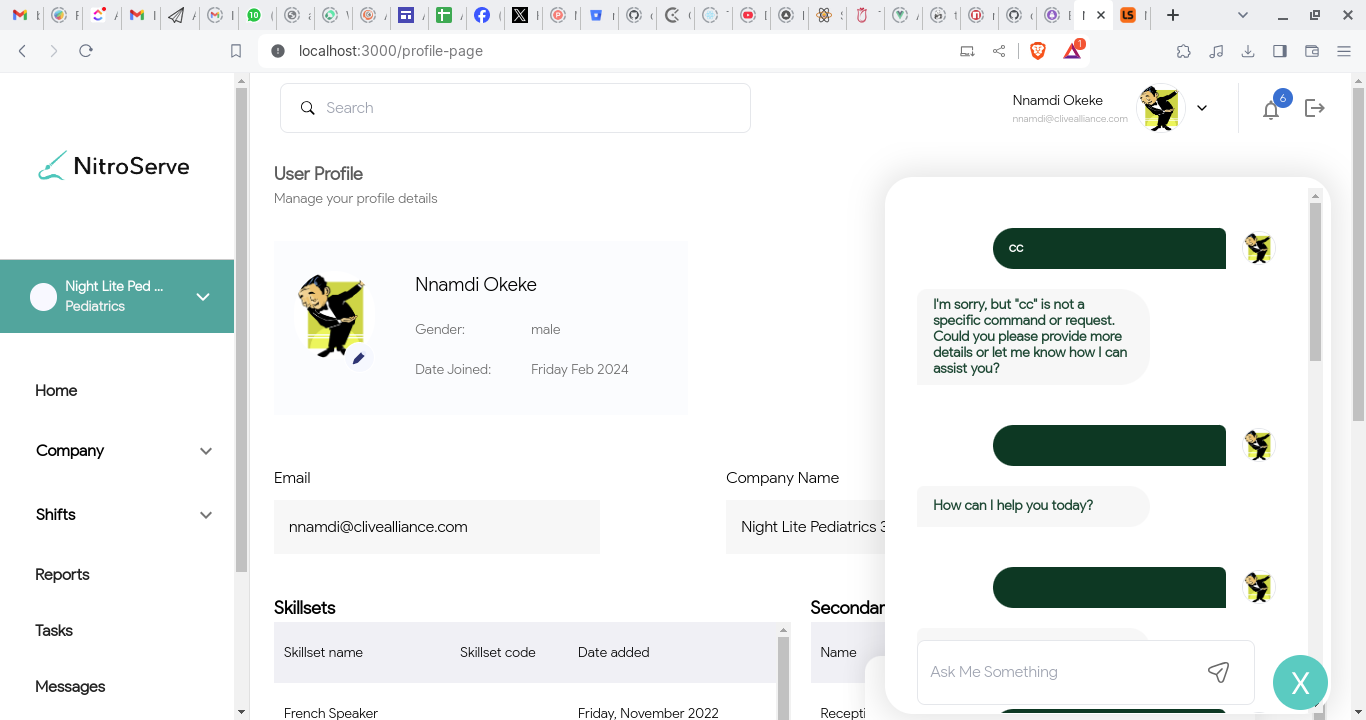 localhost:3000/profile-page
1
NitroServe
Night Lite Ped ...
Pediatrics
Home
Company
Shifts
Reports
Tasks
Messages
Search
Nnamdi Okeke
nnamdi@clivealliance.com
6
User Profile
Manage your profile details
Nnamdi Okeke
Gender: male
Date Joined: Friday Feb 2024
Email
nnamdi@clivealliance.com
Company Name
Night Lite Pediatrics 3
Skillsets
Skillset name Skillset code Date added
French Speaker Friday, November 2022
Secondar
Name
Recepti
cc
I'm sorry, but "cc" is not a
specific command or request.
Could you please provide more
details or let me know how I can
assist you?
How can I help you today?
Ask Me Something
X